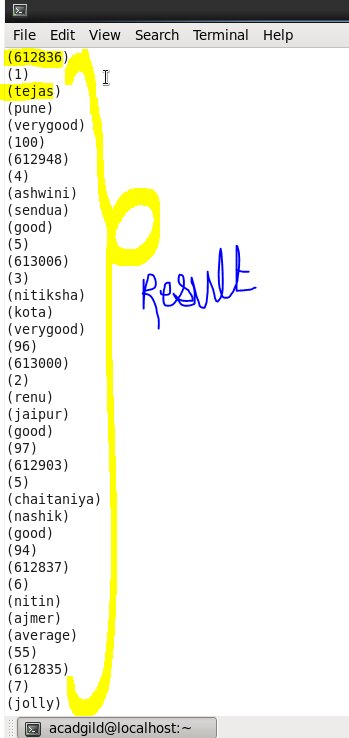 File Edit View Search Terminal Help
(612836)
(1)
(tejas)
(pune)
(verygood)
(100)
(612948)
(4)
(ashwini)
(sendua)
(good)
(5)
(613006)
(3)
(nitiksha)
(kota)
(verygood)
(96)
(613000)
(2)
(renu)
(jaipur)
(good)
(97)
(612903)
(5)
(chaitaniya)
(nashik)
(good)
(94)
(612837)
(6)
(nitin)
(ajmer)
(average)
(55)
(612835)
(7)
(jolly)
Result
acadgild@localhost:~